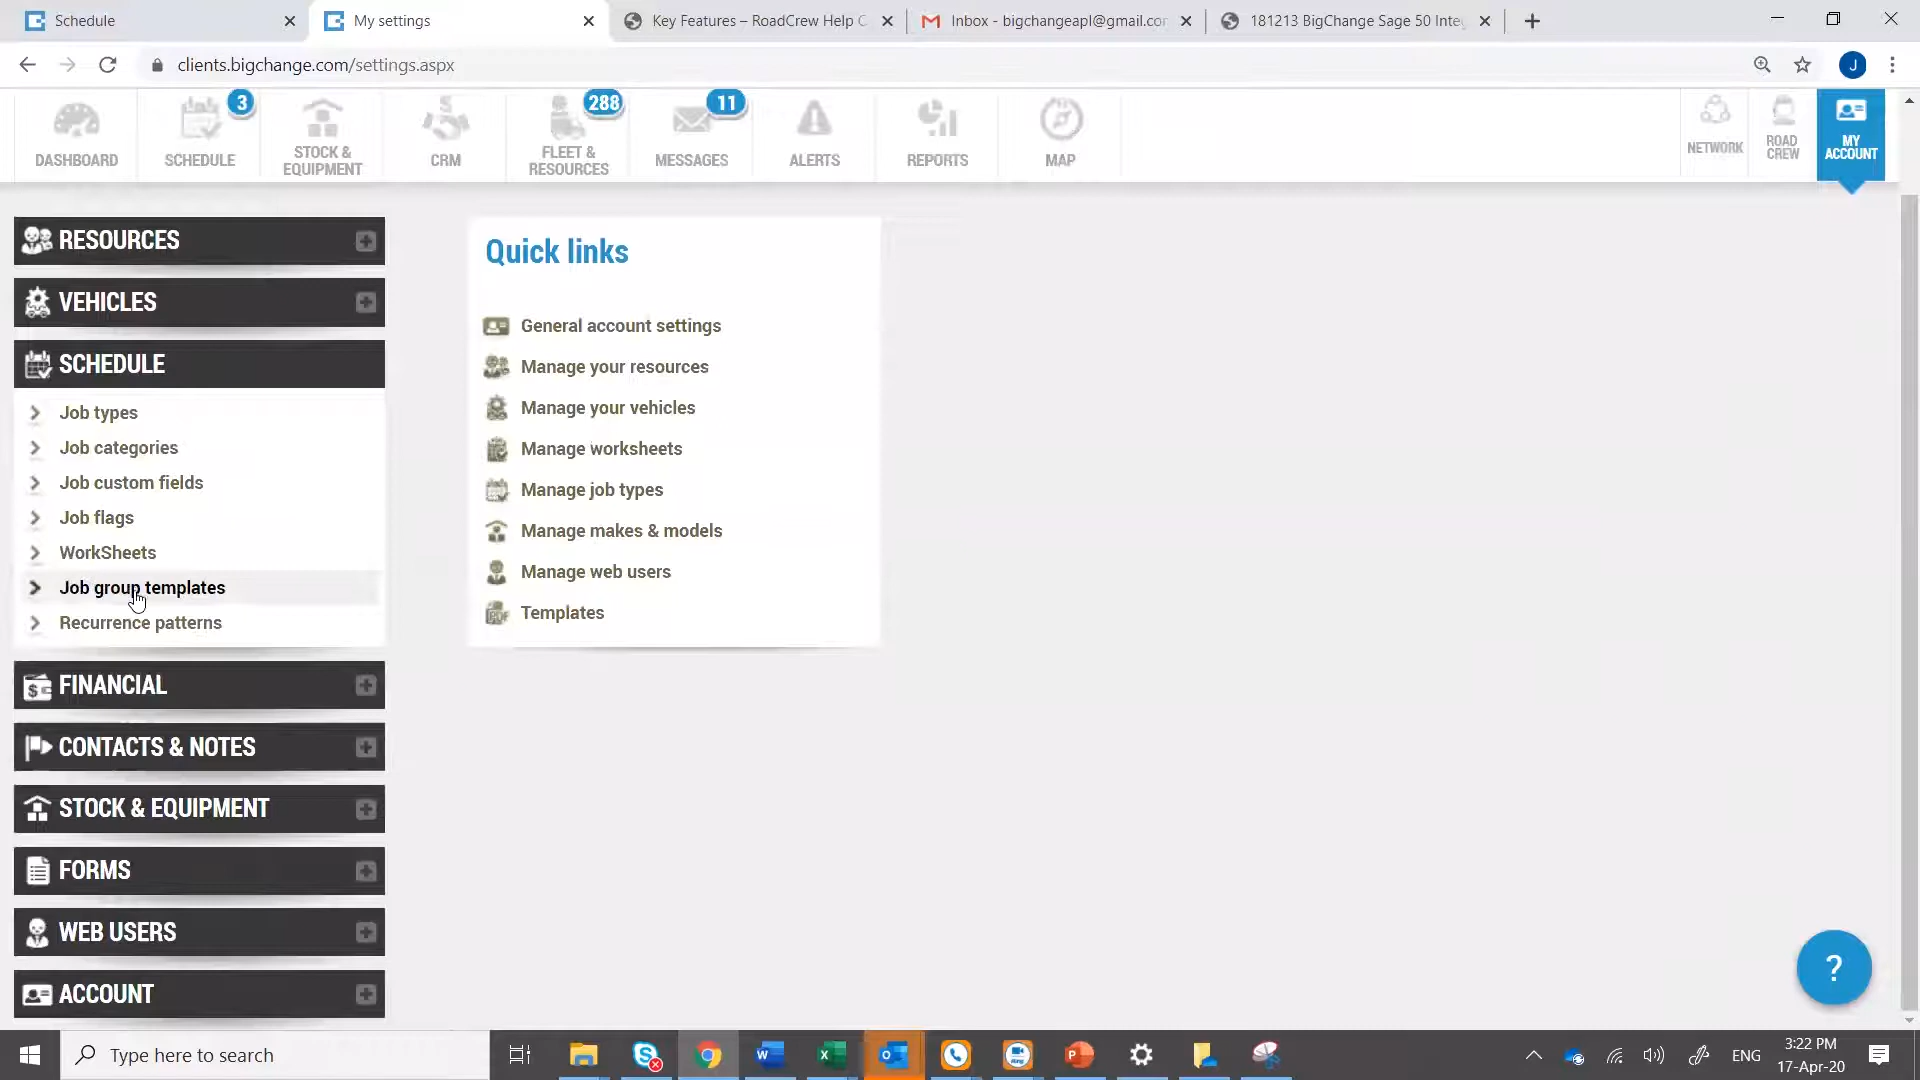 Schedule
My settings
Key Features – RoadCrew Help C
Inbox - bigchangeapl@gmail.com
181213 BigChange Sage 50 Inte
clients.bigchange.com/settings.aspx
J
DASHBOARD
3
SCHEDULE
STOCK &
EQUIPMENT
CRM
288
FLEET &
RESOURCES
11
MESSAGES
ALERTS
REPORTS
MAP
NETWORK
ROAD
CREW
MY
ACCOUNT
RESOURCES
VEHICLES
SCHEDULE
Job types
Job categories
Job custom fields
Job flags
WorkSheets
Job group templates
Recurrence patterns
FINANCIAL
CONTACTS & NOTES
STOCK & EQUIPMENT
FORMS
WEB USERS
ACCOUNT
Quick links
General account settings
Manage your resources
Manage your vehicles
Manage worksheets
Manage job types
Manage makes & models
Manage web users
Templates
?
Type here to search
ENG
3:22 PM
17-Apr-20